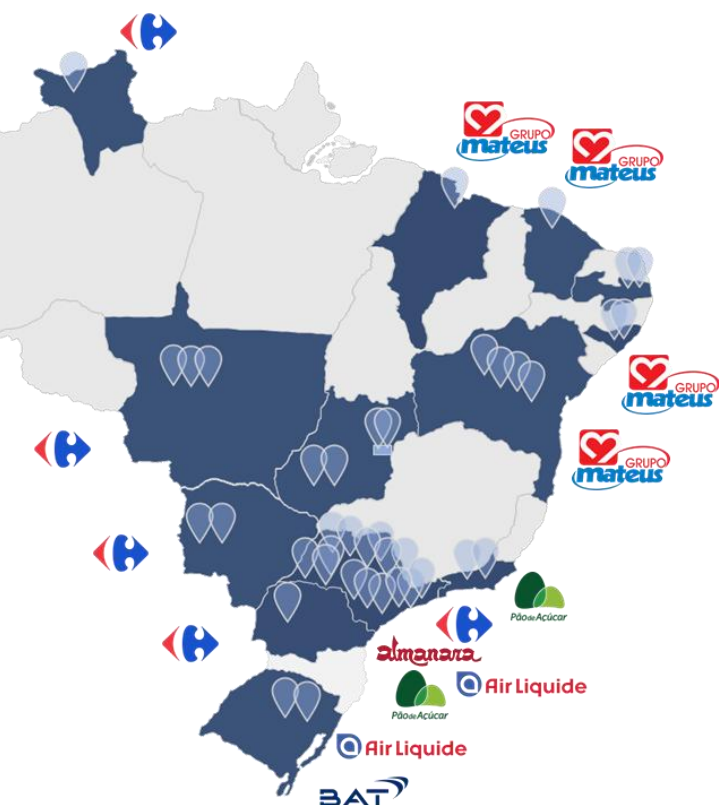 GRUPO
mateus
GRUPO
mateus
GRUPO
mateus
GRUPO
mateus
Pão de Açúcar
almanara
Air Liquide
Pão de Açúcar
Air Liquide
BAT